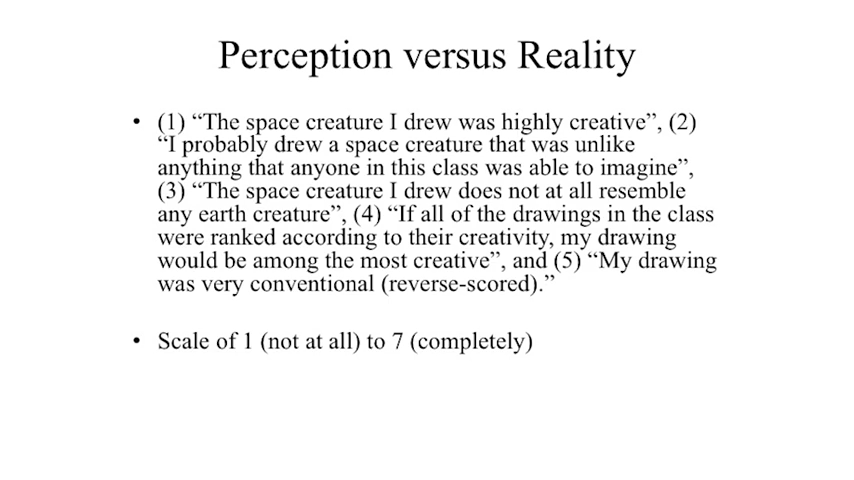 Perception versus Reality
• (1) “The space creature I drew was highly creative”, (2)
“I probably drew a space creature that was unlike
anything that anyone in this class was able to imagine”,
(3) “The space creature I drew does not at all resemble
any earth creature”, (4) “If all of the drawings in the class
were ranked according to their creativity, my drawing
would be among the most creative”, and (5) “My drawing
was very conventional (reverse-scored).”
• Scale of 1 (not at all) to 7 (completely)